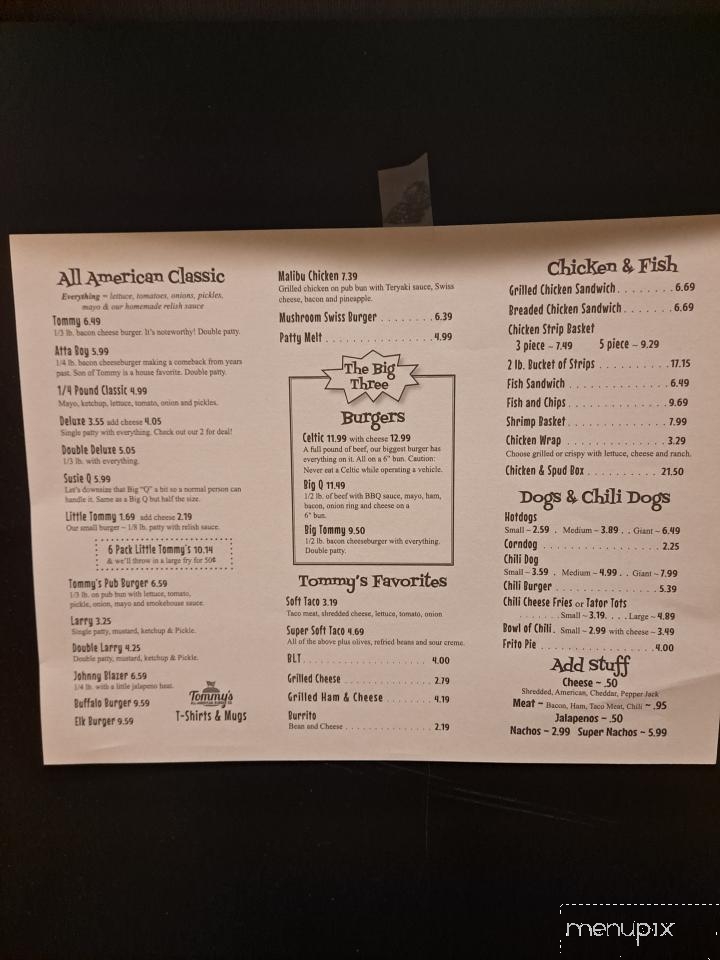 All American Classic
Everything = lettuce, tomatoes, onions, pickles,
mayo & our homemade relish sauce
Tommy 6.49
1/3 lb. bacon cheese burger. It's noteworthy! Double patty.
Atta Boy 5.99
1/4 lb. bacon cheeseburger making a comeback from years
past. Son of Tommy is a house favorite. Double patty.
1/4 Pound Classic 4.99
Mayo, ketchup, lettuce, tomato, onion and pickles.
Deluxe 3.55 add cheese 4.05
Single patty with everything. Check out our 2 for deal!
Double Deluxe 5.05
1/3 lb. with everything.
Susie Q 5.99
Let's downsize that Big "Q" a bit so a normal person can
handle it. Same as a Big Q but half the size.
Little Tommy 1.69 add cheese 2.19
Our small burger ~ 1/8 lb. patty with relish sauce.
6 Pack Little Tommy's 10.14
& we'll throw in a large fry for 50¢
Tommy's Pub Burger 6.59
1/3 lb. on pub bun with lettuce, tomato,
pickle, onion, mayo and smokehouse sauce.
Larry 3.25
Single patty, mustard, ketchup & Pickle.
Double Larry 4.25
Double patty, mustard, ketchup & Pickle.
Johnny Blazer 6.59
1/4 lb. with a little jalapeno heat.
Buffalo Burger 9.59
Elk Burger 9.59
Tommy's
T-Shirts & Mugs
Malibu Chicken 7.39
Grilled chicken on pub bun with Teryaki sauce, Swiss
cheese, bacon and pineapple.
Mushroom Swiss Burger . . . . . . . . 6.39
Patty Melt . . . . . . . . . . . . . . . . 4.99
The Big
Three
Burgers
Celtic 11.99 with cheese 12.99
A full pound of beef, our biggest burger has
everything on it. All on a 6" bun. Caution:
Never eat a Celtic while operating a vehicle.
Big Q 11.49
1/2 lb. of beef with BBQ sauce, mayo, ham,
bacon, onion ring and cheese on a
6" bun.
Big Tommy 9.50
1/2 lb. bacon cheeseburger with everything.
Double patty.
Tommy's Favorites
Soft Taco 3.19
Taco meat, shredded cheese, lettuce, tomato, onion
Super Soft Taco 4.69
All of the above plus olives, refried beans and sour creme.
BLT . . . . . . . . . . . . . . . . . . . 4.00
Grilled Cheese . . . . . . . . . . . . . 2.79
Grilled Ham & Cheese . . . . . . . 4.19
Burrito
Bean and Cheese . . . . . . . . . . . . . 2.19
Chicken & Fish
Grilled Chicken Sandwich . . . . . . . . 6.69
Breaded Chicken Sandwich . . . . . . . 6.69
Chicken Strip Basket
3 piece ~ 7.49 5 piece ~ 9.29
2 lb. Bucket of Strips . . . . . . . . . . 17.15
Fish Sandwich . . . . . . . . . . . . . . 6.49
Fish and Chips . . . . . . . . . . . . . . 9.69
Shrimp Basket . . . . . . . . . . . . . . 7.99
Chicken Wrap . . . . . . . . . . . . . . 3.29
Choose grilled or crispy with lettuce, cheese and ranch.
Chicken & Spud Box . . . . . . . . . . 21.50
Dogs & Chili Dogs
Hotdogs
Small ~ 2.59 . Medium ~ 3.89 . . Giant ~ 6.49
Corndog . . . . . . . . . . . . . . . . . 2.25
Chili Dog
Small ~ 3.59 . Medium ~ 4.99 . . Giant ~ 7.99
Chili Burger . . . . . . . . . . . . . . . 5.39
Chili Cheese Fries or Tator Tots
. . . . . . . Small ~ 3.19. . . .Large ~ 4.89
Bowl of Chili . Small ~ 2.99 with cheese ~ 3.49
Frito Pie . . . . . . . . . . . . . . . . . 4.00
Add Stuff
Cheese ~ .50
Shredded, American, Cheddar, Pepper Jack
Meat ~ Bacon, Ham, Taco Meat, Chili ~ .95
Jalapenos ~ .50
Nachos ~ 2.99 Super Nachos ~ 5.99
menupix